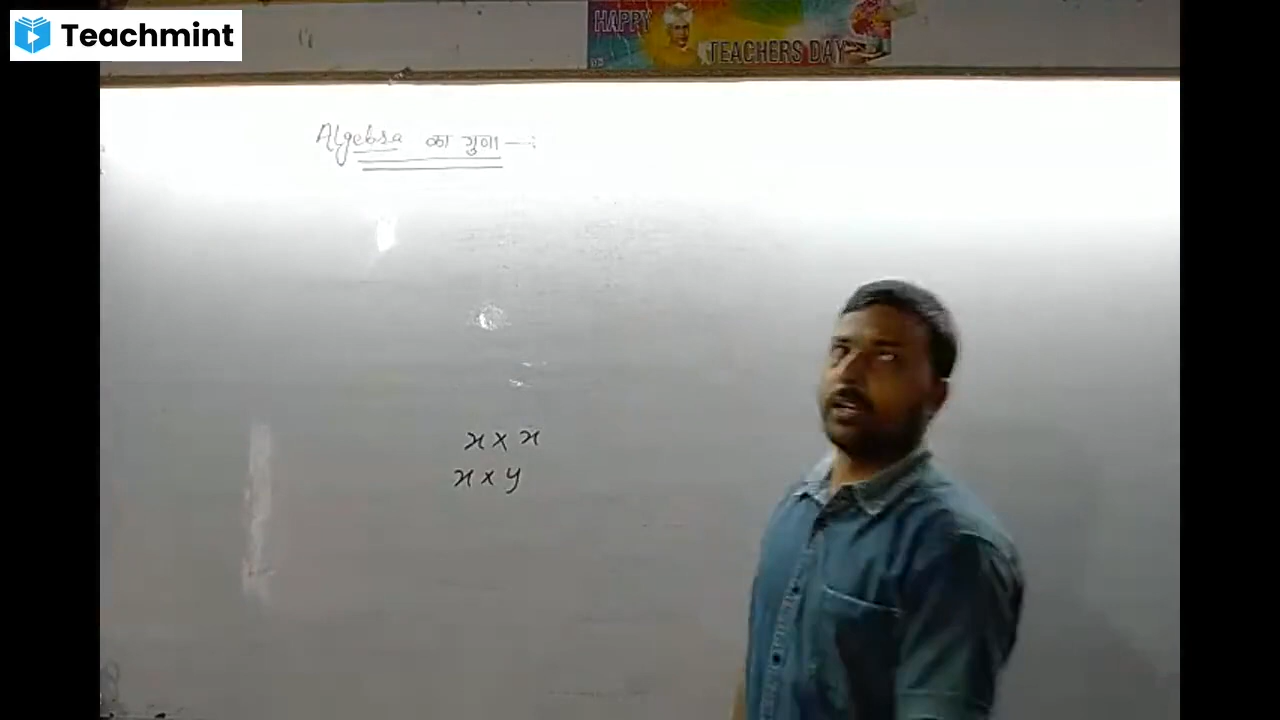 Teachmint
HAPPY
TEACHERS DAY
Algebra का गुना —:
x × x
x × y